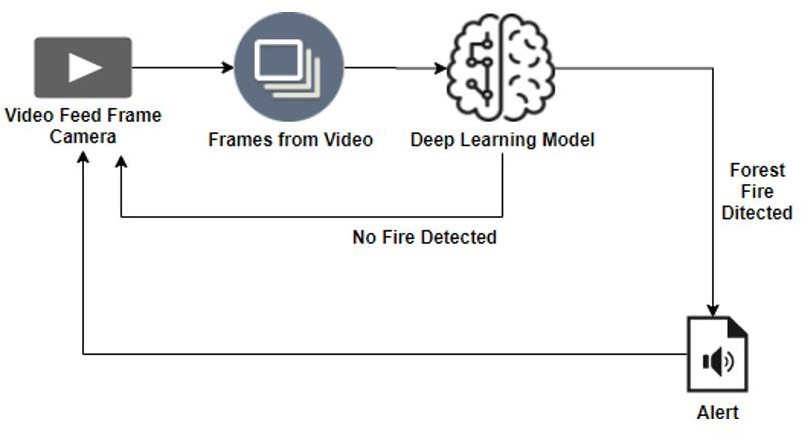 Video Feed Frame
Camera
Frames from Video
Deep Learning Model
Forest
Fire
Ditected
No Fire Detected
Alert